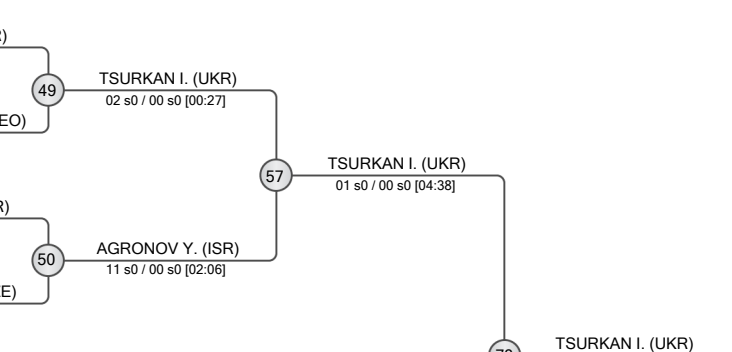 49
TSURKAN I. (UKR)
02 s0 / 00 s0 [00:27]
EO)
TSURKAN I. (UKR)
57
01 s0 / 00 s0 [04:38]
R)
AGRONOV Y. (ISR)
50
11 s0 / 00 s0 [02:06]
E)
TSURKAN I. (UKR)